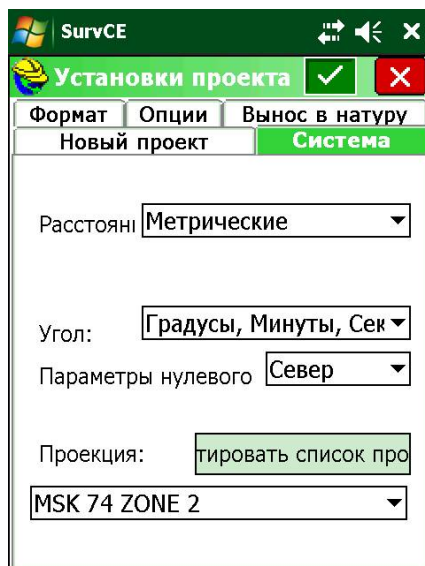 SurvCE
Установки проекта
Формат Опции Вынос в натуру
Новый проект Система
Расстояні Метрические
Угол: Градусы, Минуты, Сек
Параметры нулевого Север
Проекция: тировать список про
MSK 74 ZONE 2